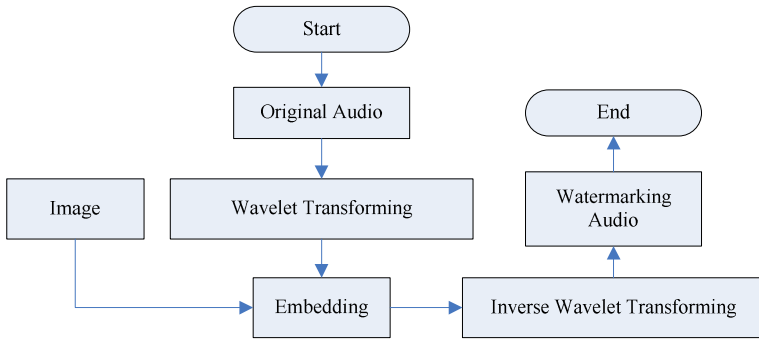 Start
Original Audio
End
Image
Wavelet Transforming
Watermarking
Audio
Embedding
Inverse Wavelet Transforming